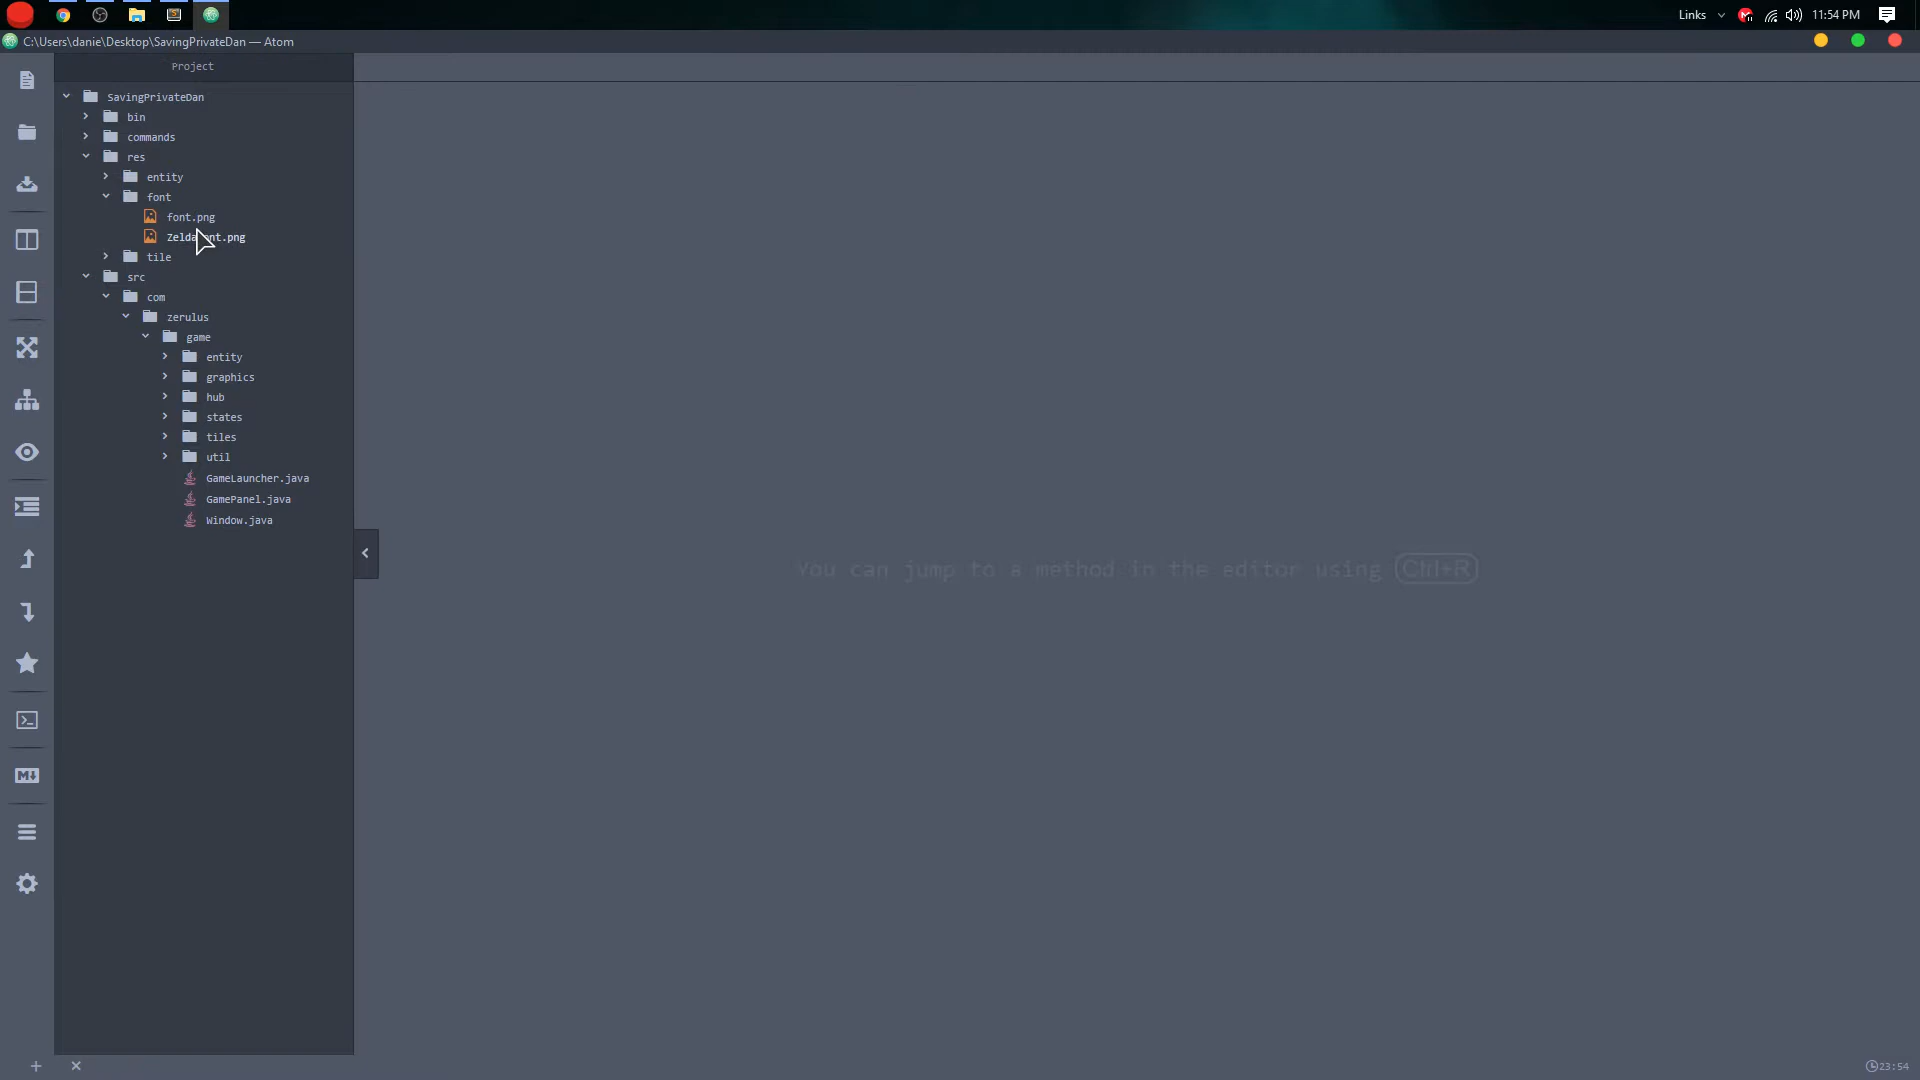 Links
11:54 PM
C:\Users\danie\Desktop\SavingPrivateDan — Atom
Project
SavingPrivateDan
bin
commands
res
entity
font
font.png
tile
src
com
zerulus
game
entity
graphics
hub
states
tiles
util
GameLauncher.java
GamePanel.java
Window.java
You can jump to a method in the editor using Ctrl+R
M↓
23:54